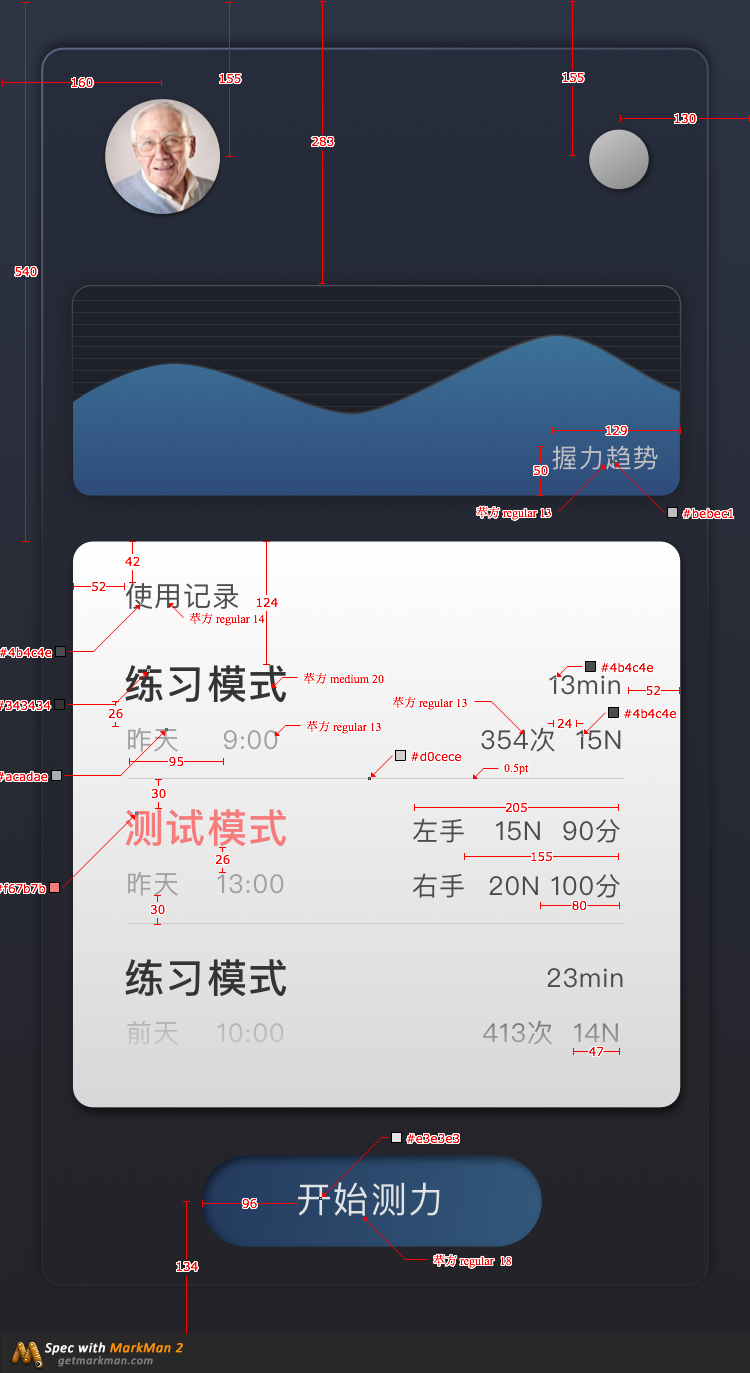 160
155
155
130
283
540
129
50
握力趋势
苹方 regular 13
#bebec1
42
52
使用记录
124
苹方 regular 14
#4b4c4e
练习模式
苹方 medium 20
#4b4c4e
13min
52
#343434
26
苹方 regular 13
24
#4b4c4e
昨天 9:00
苹方 regular 13
354次 15N
95
#d0cece
0.5pt
#acadae
30
205
测试模式
左手 15N 90分
26
155
#f67b7b
昨天 13:00
右手 20N 100分
30
80
练习模式
23min
前天 10:00
413次 14N
47
#e3e3e3
96
开始测力
苹方 regular 18
134
Spec with MarkMan 2
getmarkman.com